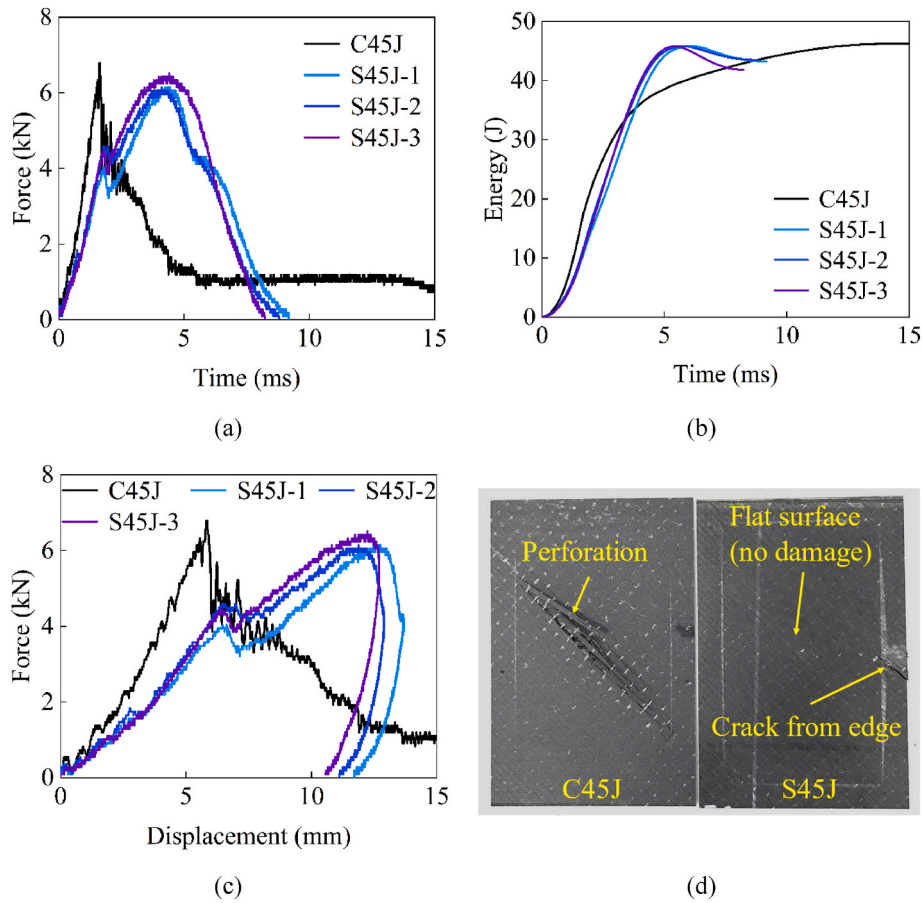 8
6
4
2
0
Force (kN)
C45J
S45J-1
S45J-2
S45J-3
0 5 10 15
Time (ms)
(a)
50
40
30
20
10
0
Energy (J)
C45J
S45J-1
S45J-2
S45J-3
0 5 10 15
Time (ms)
(b)
8
6
4
2
0
Force (kN)
C45J S45J-1 S45J-2
S45J-3
0 5 10 15
Displacement (mm)
(c)
Perforation
C45J
Flat surface
(no damage)
Crack from edge
S45J
(d)